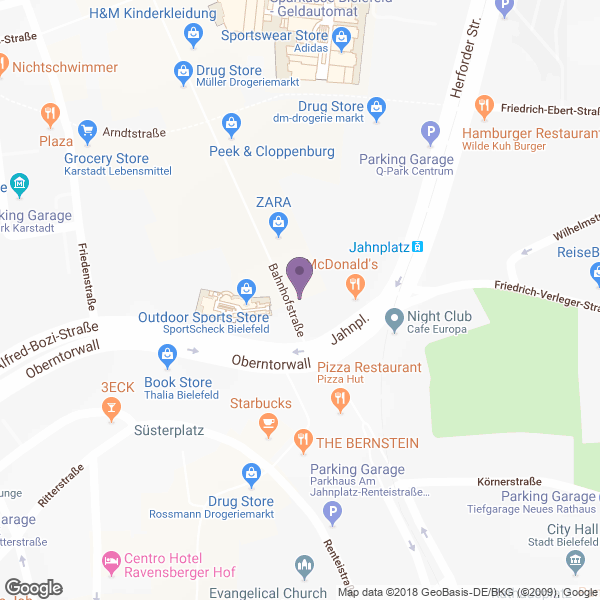 H&M Kinderkleidung
Sparkasse Bielefeld
Geldautomat
Sportswear Store
Adidas
Herforder Str.
-Straße
Nichtschwimmer
Drug Store
Müller Drogeriemarkt
Plaza
Arndtstraße
Drug Store
dm-drogerie markt
Friedrich-Ebert-Straße
Hamburger Restaurant
Wilde Kuh Burger
Grocery Store
Karstadt Lebensmittel
Peek & Cloppenburg
Parking Garage
Q-Park Centrum
Parking Garage
rk Karstadt
ZARA
Wilhelmstr
Jahnplatz
ReiseB
Friedenstraße
Bahnhofstraße
McDonald's
Friedrich-Verleger-Straße
Outdoor Sports Store
SportScheck Bielefeld
Jahnpl.
Night Club
Cafe Europa
Alfred-Bozi-Straße
Oberntorwall
Oberntorwall
Book Store
Thalia Bielefeld
Pizza Restaurant
Pizza Hut
3ECK
Starbucks
Süsterplatz
THE BERNSTEIN
Ritterstraße
Parking Garage
Parkhaus Am
Jahnplatz-Renteistraße...
Körnerstraße
Parking Garage
Tiefgarage Neues Rathaus
unge
Garage
tterstraße
Drug Store
Rossmann Drogeriemarkt
City Hall
Stadt Bielefeld
Renteistraße
Centro Hotel
Ravensberger Hof
Evangelical Church
Google
Map data ©2018 GeoBasis-DE/BKG (©2009), Google